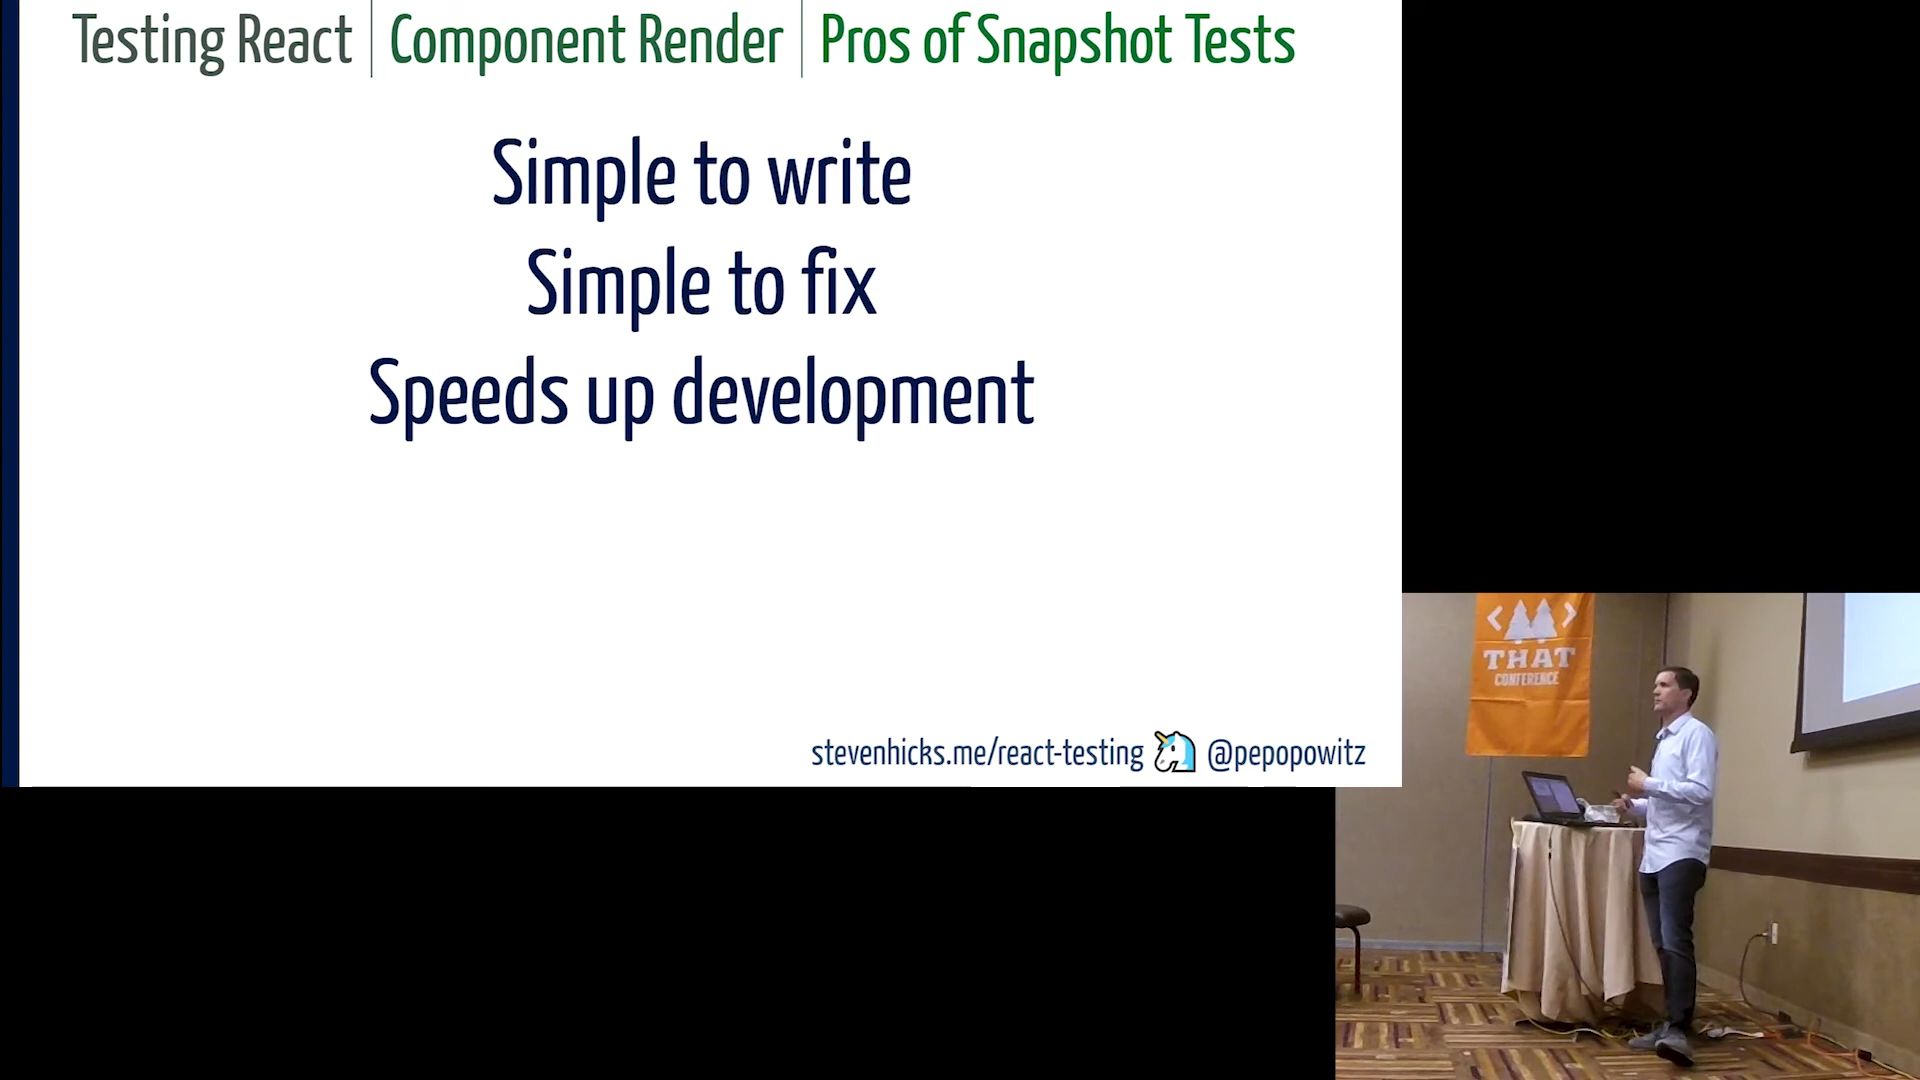 Testing React | Component Render | Pros of Snapshot Tests
Simple to write
Simple to fix
Speeds up development
stevenhicks.me/react-testing @pepopowitz
< >
THAT
CONFERENCE